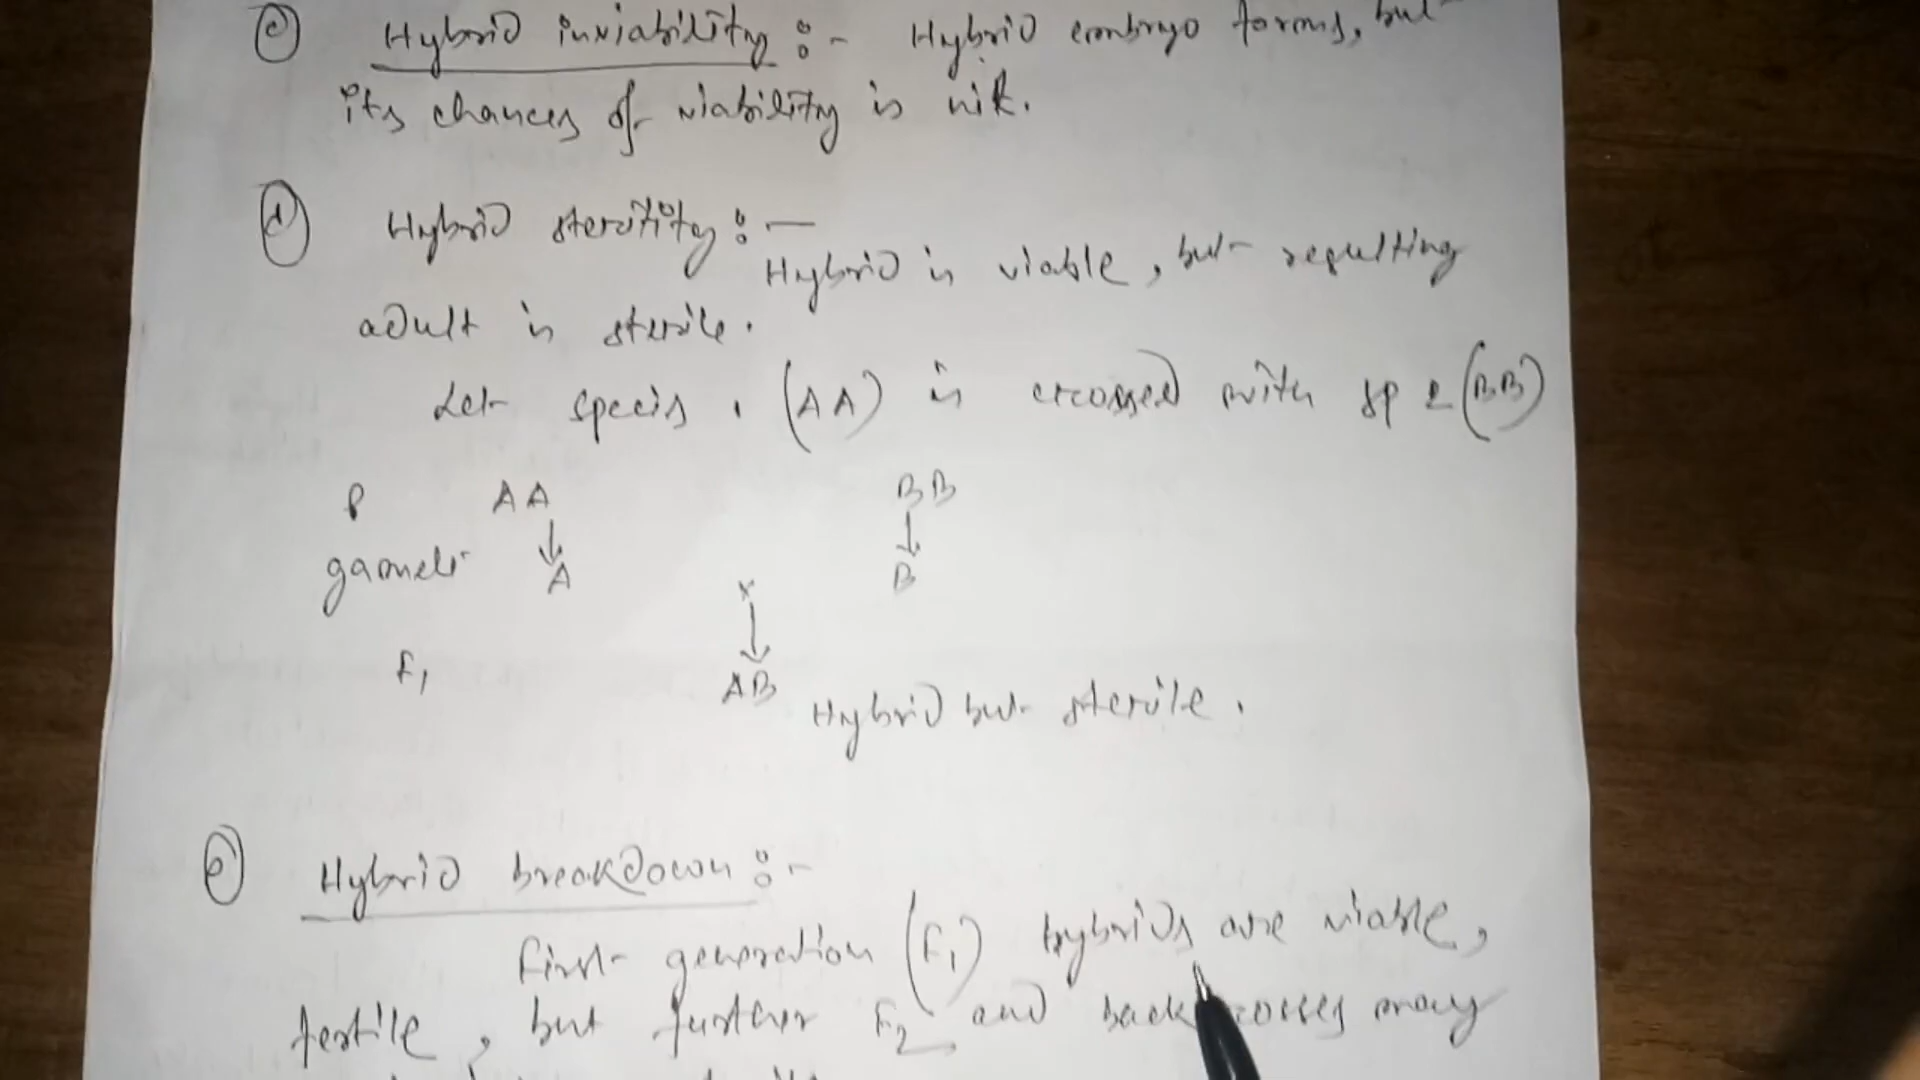 (c) Hybrid inviability :- Hybrid embryo forms, but
its chances of viability is nil.
(d) Hybrid sterility :—
Hybrid is viable, but resulting
adult is sterile.
Let species 1 (AA) is crossed with sp 2 (BB)
P AA BB
↓ ↓
gamete A B
x
↓
F1 AB Hybrid but sterile.
(e) Hybrid breakdown :-
First generation (F1) hybrids are viable,
fertile, but further F2 and back crosses may